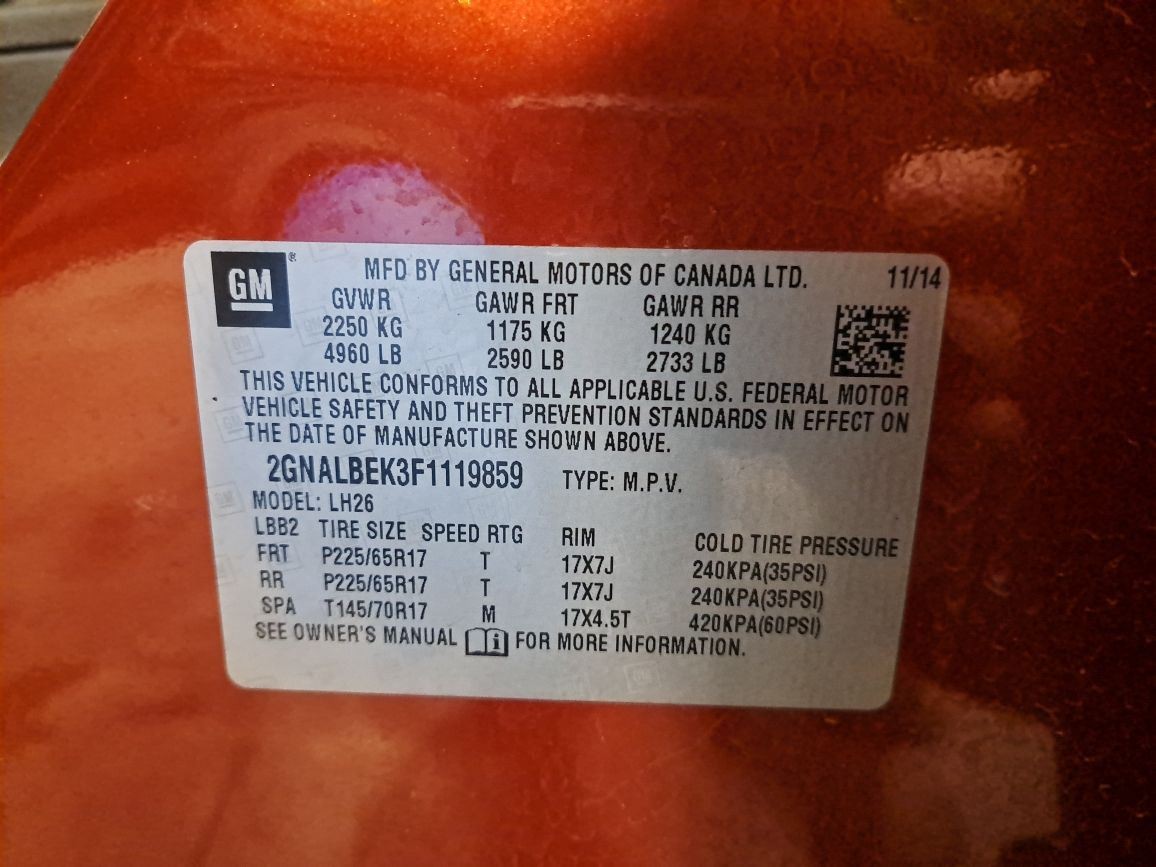 GM ® MFD BY GENERAL MOTORS OF CANADA LTD. 11/14
GVWR GAWR FRT GAWR RR
2250 KG 1175 KG 1240 KG
4960 LB 2590 LB 2733 LB
THIS VEHICLE CONFORMS TO ALL APPLICABLE U.S. FEDERAL MOTOR
VEHICLE SAFETY AND THEFT PREVENTION STANDARDS IN EFFECT ON
THE DATE OF MANUFACTURE SHOWN ABOVE.
2GNALBEK3F1119859 TYPE: M.P.V.
MODEL: LH26
LBB2 TIRE SIZE SPEED RTG RIM COLD TIRE PRESSURE
FRT P225/65R17 T 17X7J 240KPA(35PSI)
RR P225/65R17 T 17X7J 240KPA(35PSI)
SPA T145/70R17 M 17X4.5T 420KPA(60PSI)
SEE OWNER'S MANUAL i FOR MORE INFORMATION.